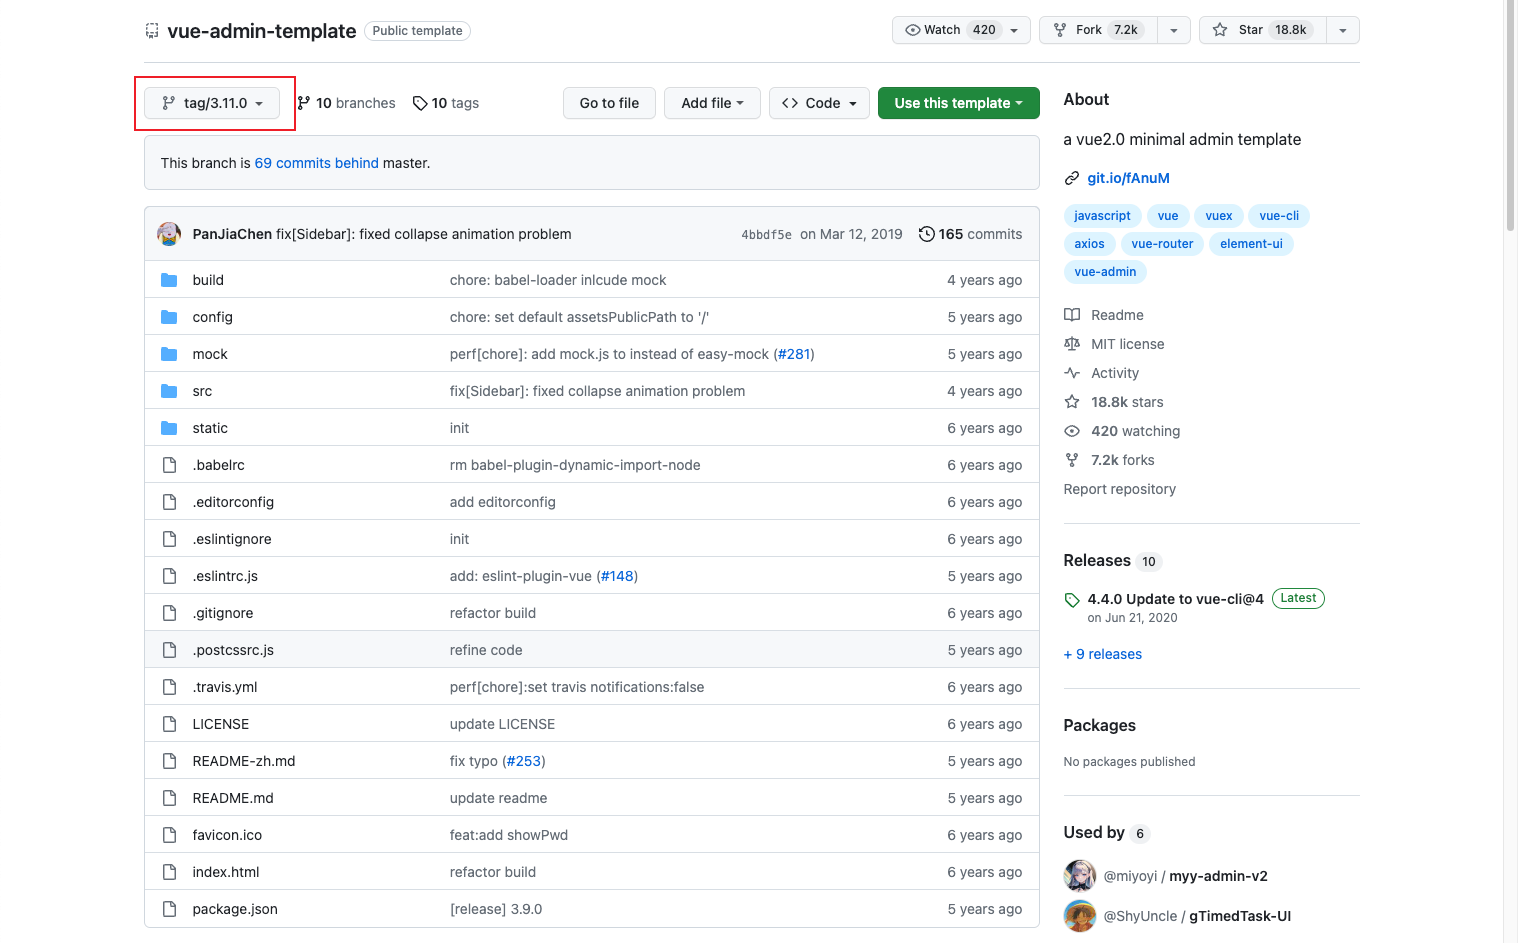 vue-admin-template Public template Watch 420 Fork 7.2k Star 18.8k
tag/3.11.0 10 branches 10 tags Go to file Add file Code Use this template
This branch is 69 commits behind master.
PanJiaChen fix[Sidebar]: fixed collapse animation problem 4bbdf5e on Mar 12, 2019 165 commits
build chore: babel-loader inlcude mock 4 years ago
config chore: set default assetsPublicPath to '/' 5 years ago
mock perf[chore]: add mock.js to instead of easy-mock (#281) 5 years ago
src fix[Sidebar]: fixed collapse animation problem 4 years ago
static init 6 years ago
.babelrc rm babel-plugin-dynamic-import-node 6 years ago
.editorconfig add editorconfig 6 years ago
.eslintignore init 6 years ago
.eslintrc.js add: eslint-plugin-vue (#148) 5 years ago
.gitignore refactor build 6 years ago
.postcssrc.js refine code 5 years ago
.travis.yml perf[chore]:set travis notifications:false 6 years ago
LICENSE update LICENSE 6 years ago
README-zh.md fix typo (#253) 5 years ago
README.md update readme 5 years ago
favicon.ico feat:add showPwd 6 years ago
index.html refactor build 6 years ago
package.json [release] 3.9.0 5 years ago
About
a vue2.0 minimal admin template
git.io/fAnuM
javascript vue vuex vue-cli
axios vue-router element-ui
vue-admin
Readme
MIT license
Activity
18.8k stars
420 watching
7.2k forks
Report repository
Releases 10
4.4.0 Update to vue-cli@4 Latest
on Jun 21, 2020
+ 9 releases
Packages
No packages published
Used by 6
@miyoyi / myy-admin-v2
@ShyUncle / gTimedTask-UI